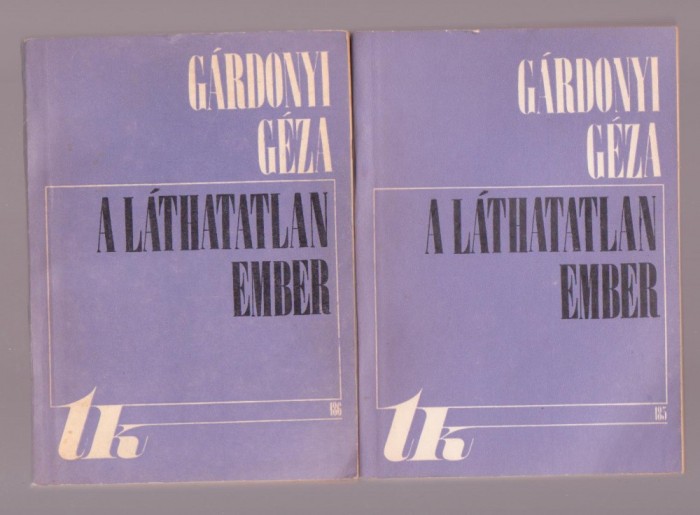 GÁRDONYI
GÉZA
A LÁTHATATLAN
EMBER
186
tk
GÁRDONYI
GÉZA
A LÁTHATATLAN
EMBER
185
tk